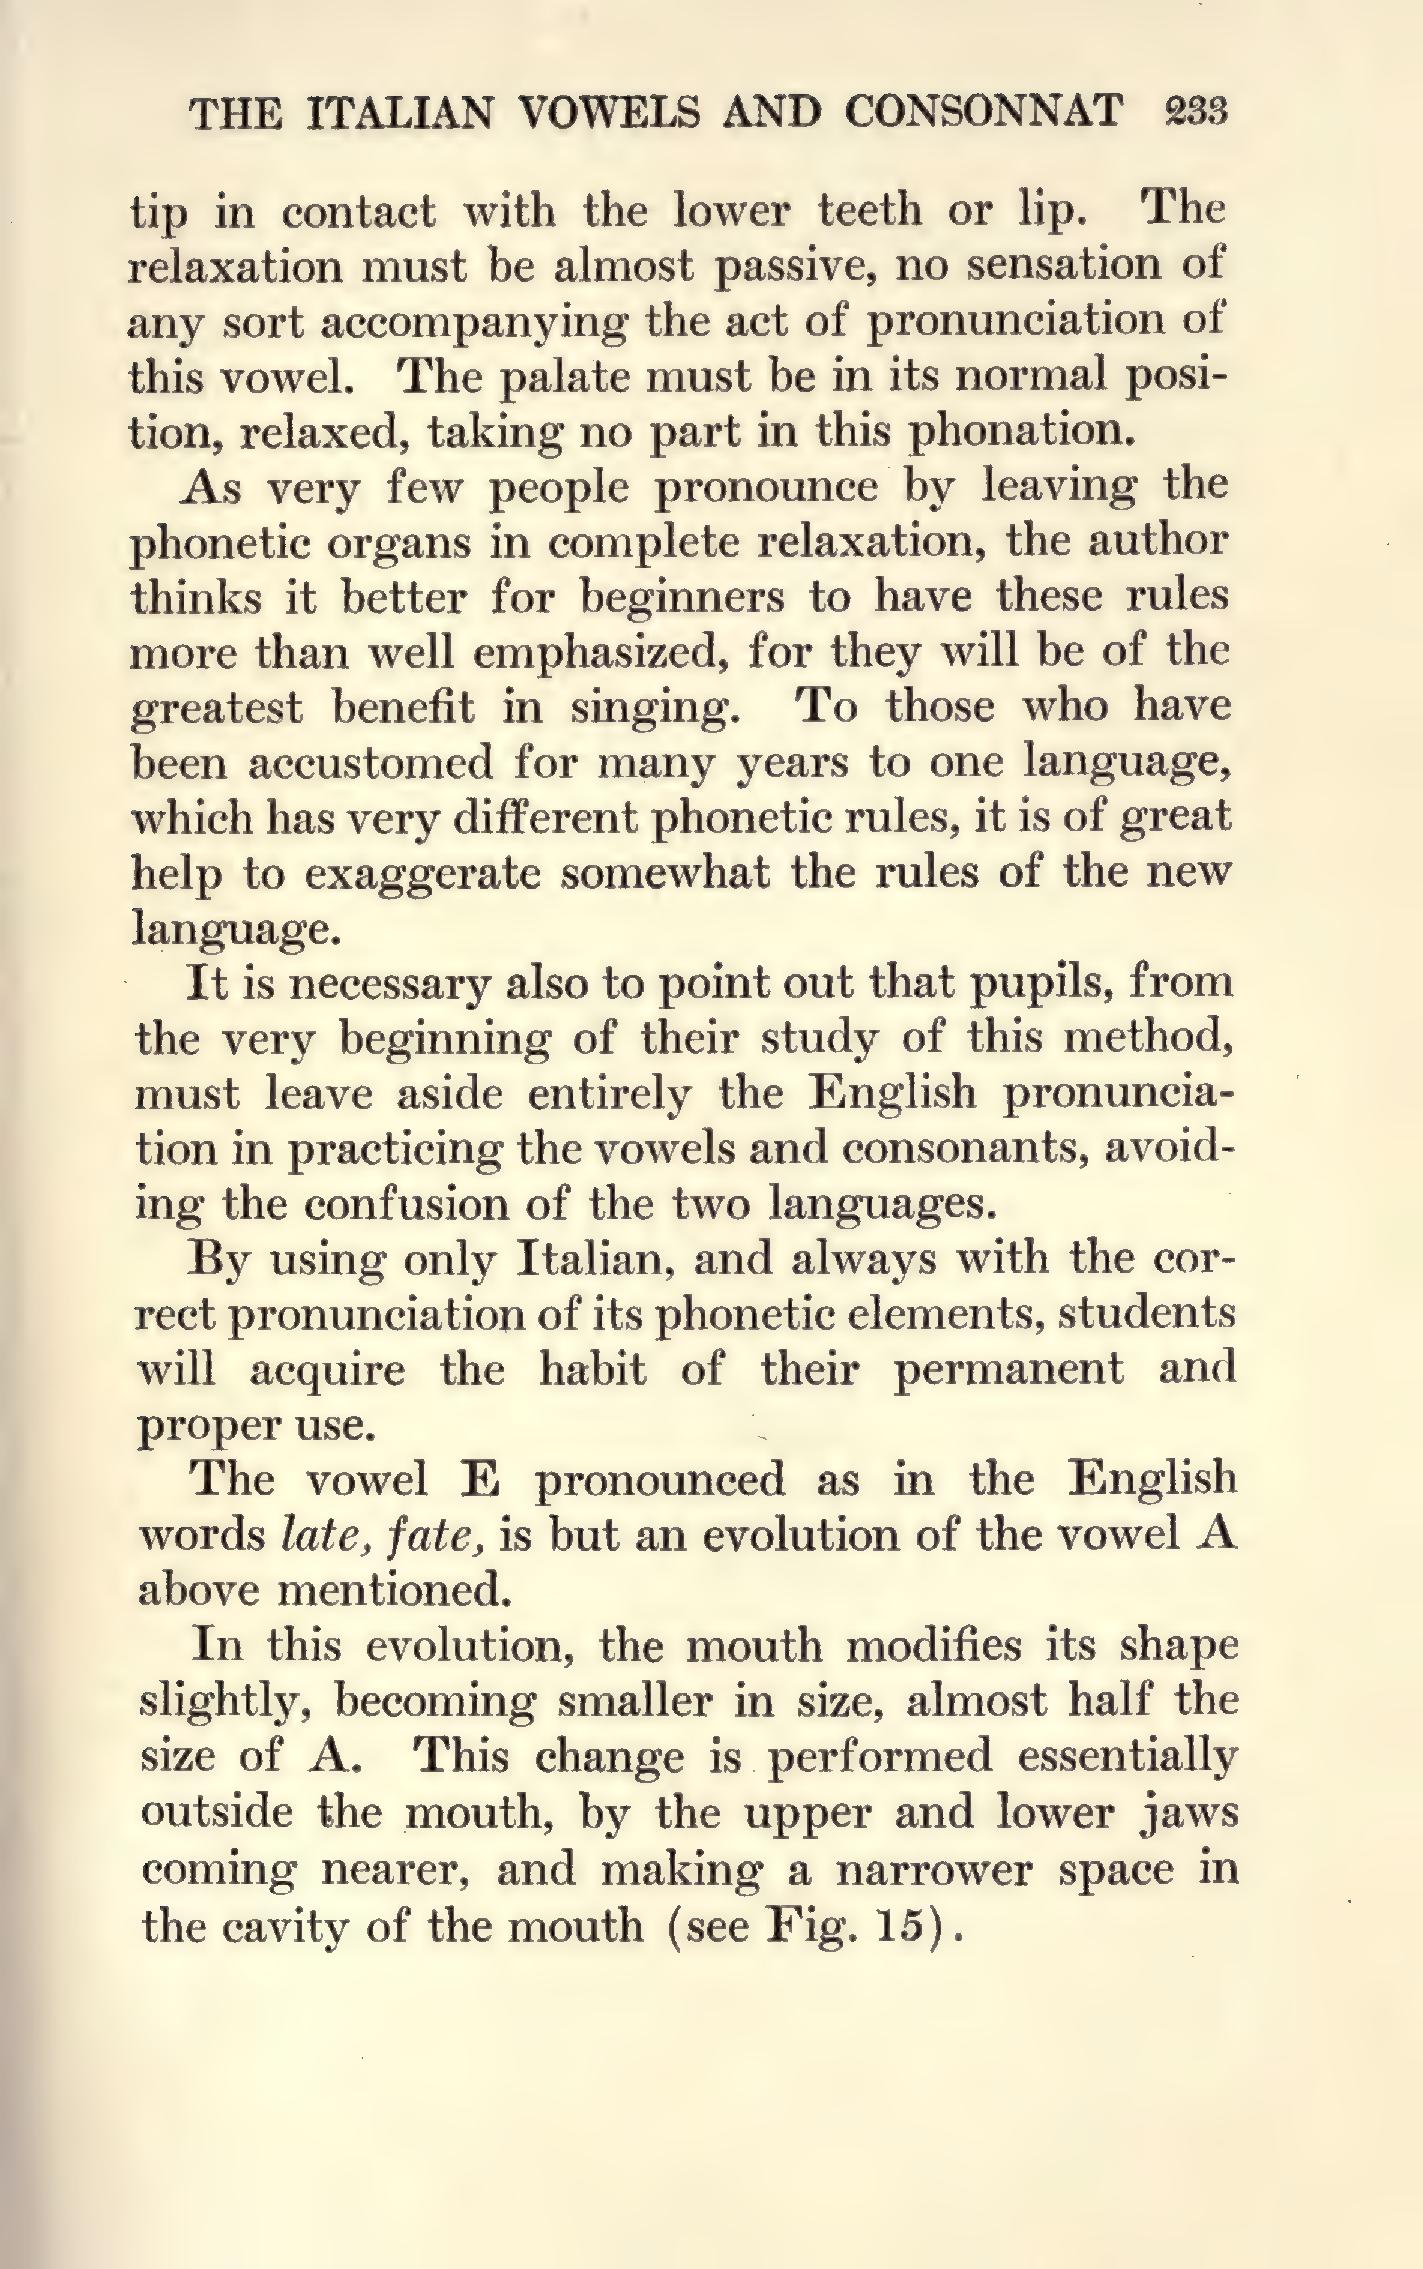 THE ITALIAN VOWELS AND CONSONNAT 233
tip in contact with the lower teeth or lip. The
relaxation must be almost passive, no sensation of
any sort accompanying the act of pronunciation of
this vowel. The palate must be in its normal posi-
tion, relaxed, taking no part in this phonation.
As very few people pronounce by leaving the
phonetic organs in complete relaxation, the author
thinks it better for beginners to have these rules
more than well emphasized, for they will be of the
greatest benefit in singing. To those who have
been accustomed for many years to one language,
which has very different phonetic rules, it is of great
help to exaggerate somewhat the rules of the new
language.
It is necessary also to point out that pupils, from
the very beginning of their study of this method,
must leave aside entirely the English pronuncia-
tion in practicing the vowels and consonants, avoid-
ing the confusion of the two languages.
By using only Italian, and always with the cor-
rect pronunciation of its phonetic elements, students
will acquire the habit of their permanent and
proper use.
The vowel E pronounced as in the English
words late, fate, is but an evolution of the vowel A
above mentioned.
In this evolution, the mouth modifies its shape
slightly, becoming smaller in size, almost half the
size of A. This change is performed essentially
outside the mouth, by the upper and lower jaws
coming nearer, and making a narrower space in
the cavity of the mouth (see Fig. 15).